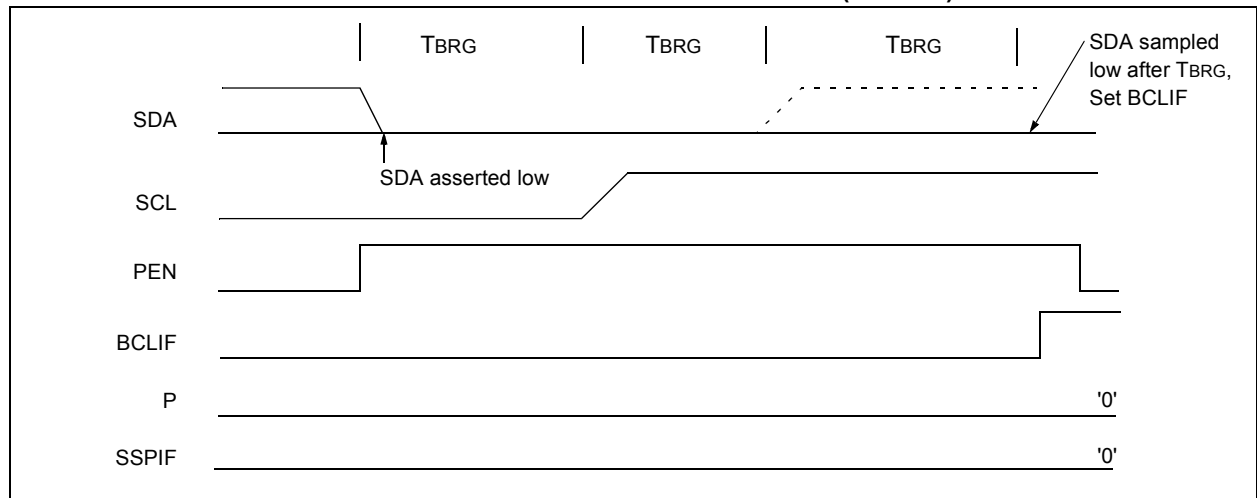 TBRG TBRG TBRG
SDA sampled
low after TBRG,
Set BCLIF
SDA
SDA asserted low
SCL
PEN
BCLIF
P '0'
SSPIF '0'